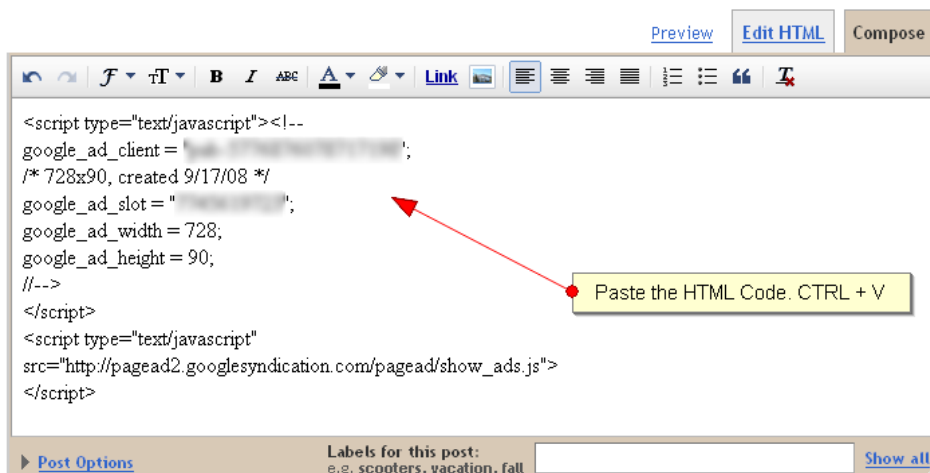 Preview Edit HTML Compose
F TT B I ABC A Link T
<script type="text/javascript"><!--
google_ad_client = " ";
/* 728x90, created 9/17/08 */
google_ad_slot = " ";
google_ad_width = 728;
google_ad_height = 90;
//-->
</script>
<script type="text/javascript"
src="http://pagead2.googlesyndication.com/pagead/show_ads.js">
</script>
Paste the HTML Code. CTRL + V
Post Options
Labels for this post:
e.g. scooters, vacation, fall
Show all